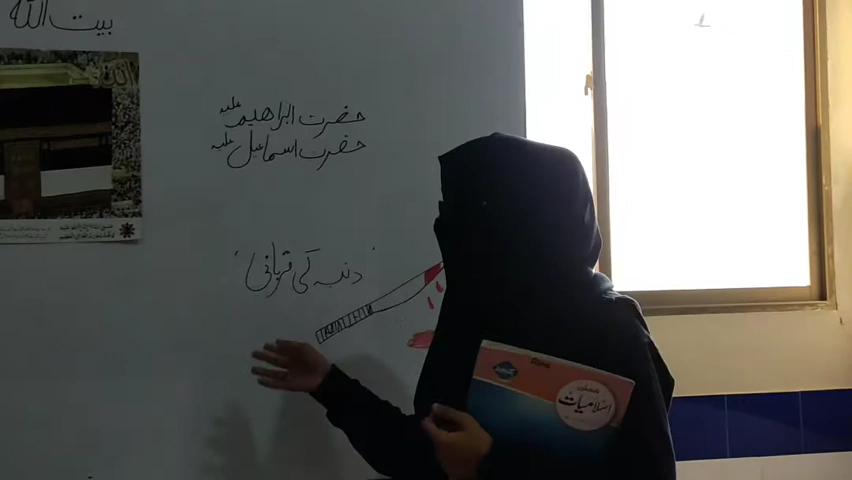 بیت اللہ
حضرت ابراھیم علیہ
حضرت اسماعیل علیہ
'دنبہ کی قربانی'
اسلامیات